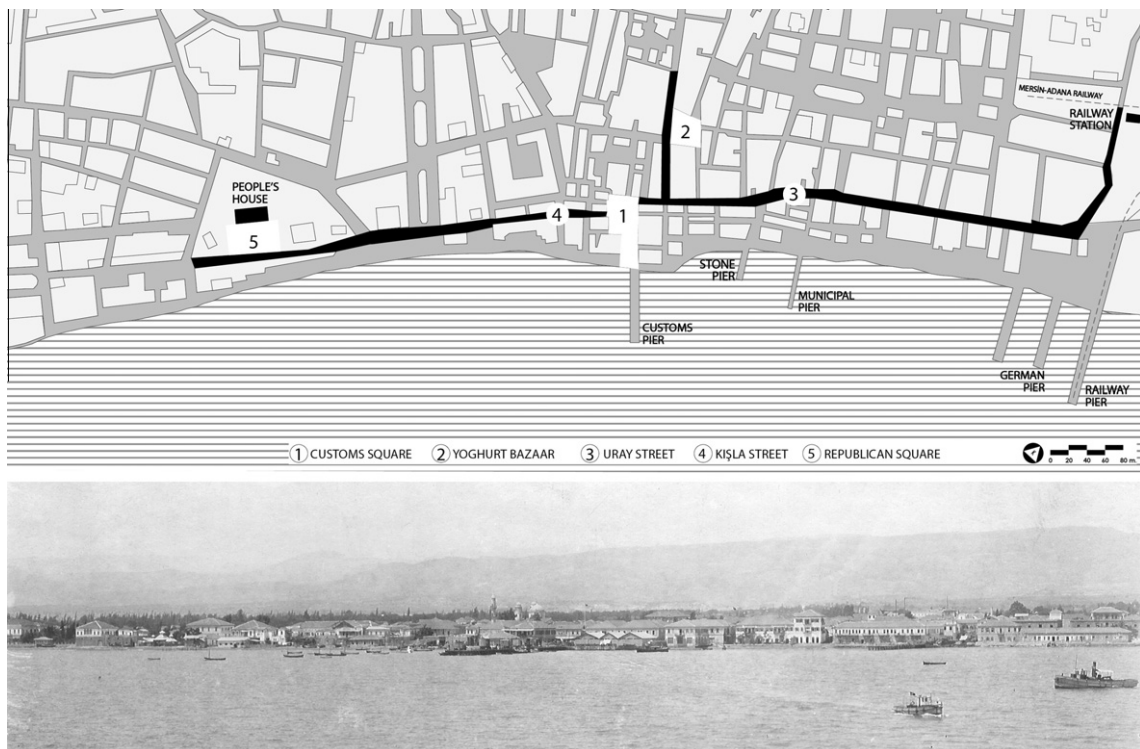 MERSİN-ADANA RAILWAY
RAILWAY
STATION
2
PEOPLE'S
HOUSE
3
4
1
5
STONE
PIER
MUNICIPAL
PIER
CUSTOMS
PIER
GERMAN
PIER
RAILWAY
PIER
1 CUSTOMS SQUARE 2 YOGHURT BAZAAR 3 URAY STREET 4 KIŞLA STREET 5 REPUBLICAN SQUARE
0 20 40 60 80 m.